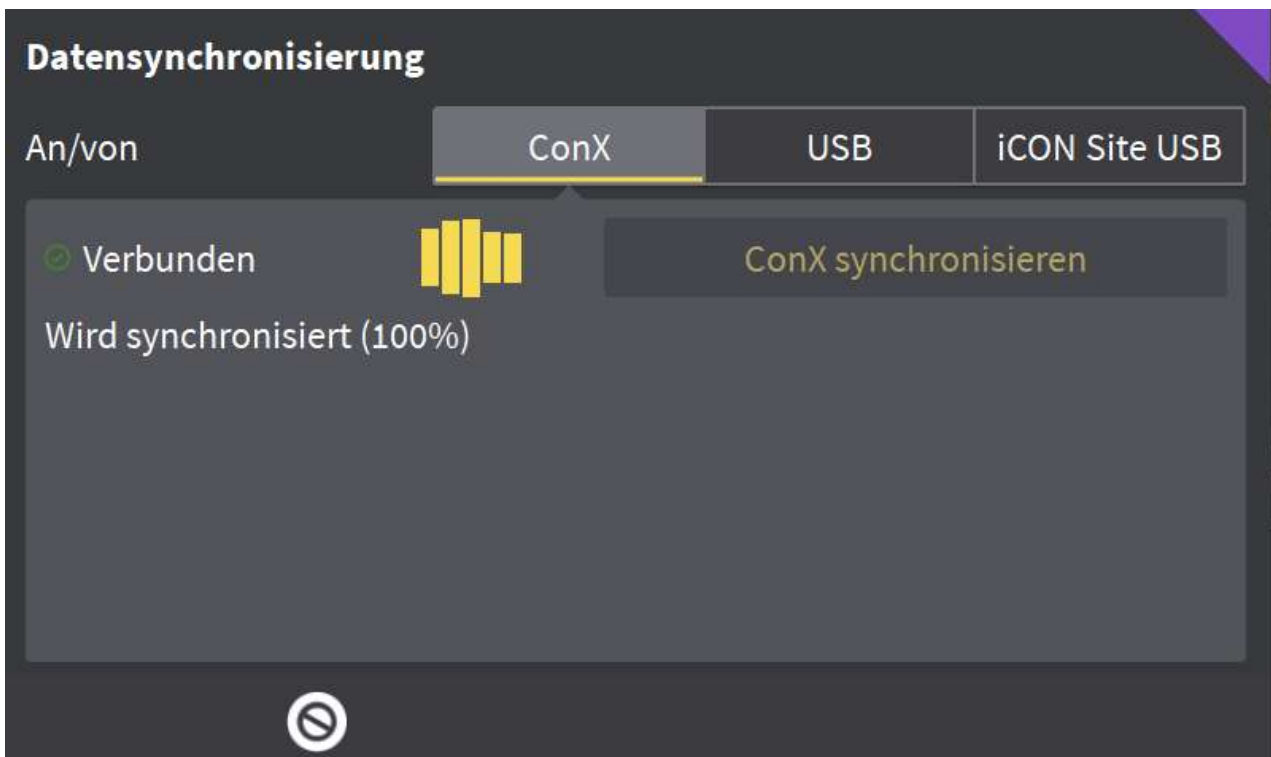 Datensynchronisierung
An/von ConX USB iCON Site USB
Verbunden ConX synchronisieren
Wird synchronisiert (100%)